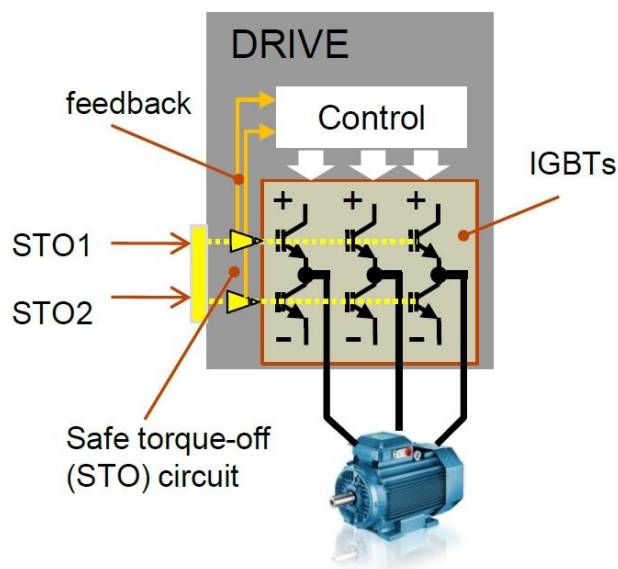 DRIVE
feedback
Control
IGBTs
+ + +
STO1
STO2
- - -
Safe torque-off
(STO) circuit